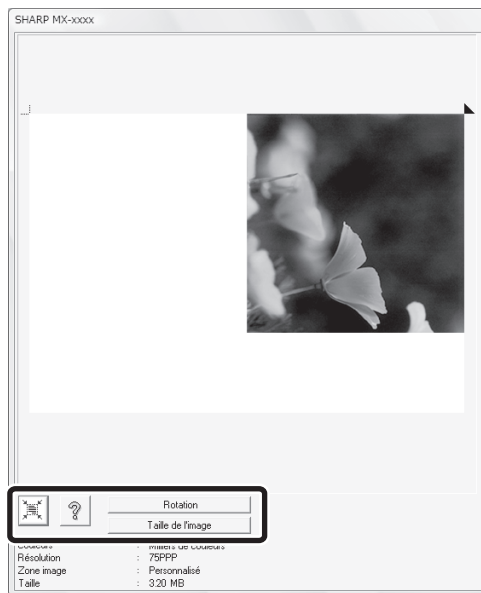 SHARP MX-xxxx
?
Rotation
Taille de l'image
Couleurs : Milliers de couleurs
Résolution : 75PPP
Zone image : Personnalisé
Taille : 3.20 MB